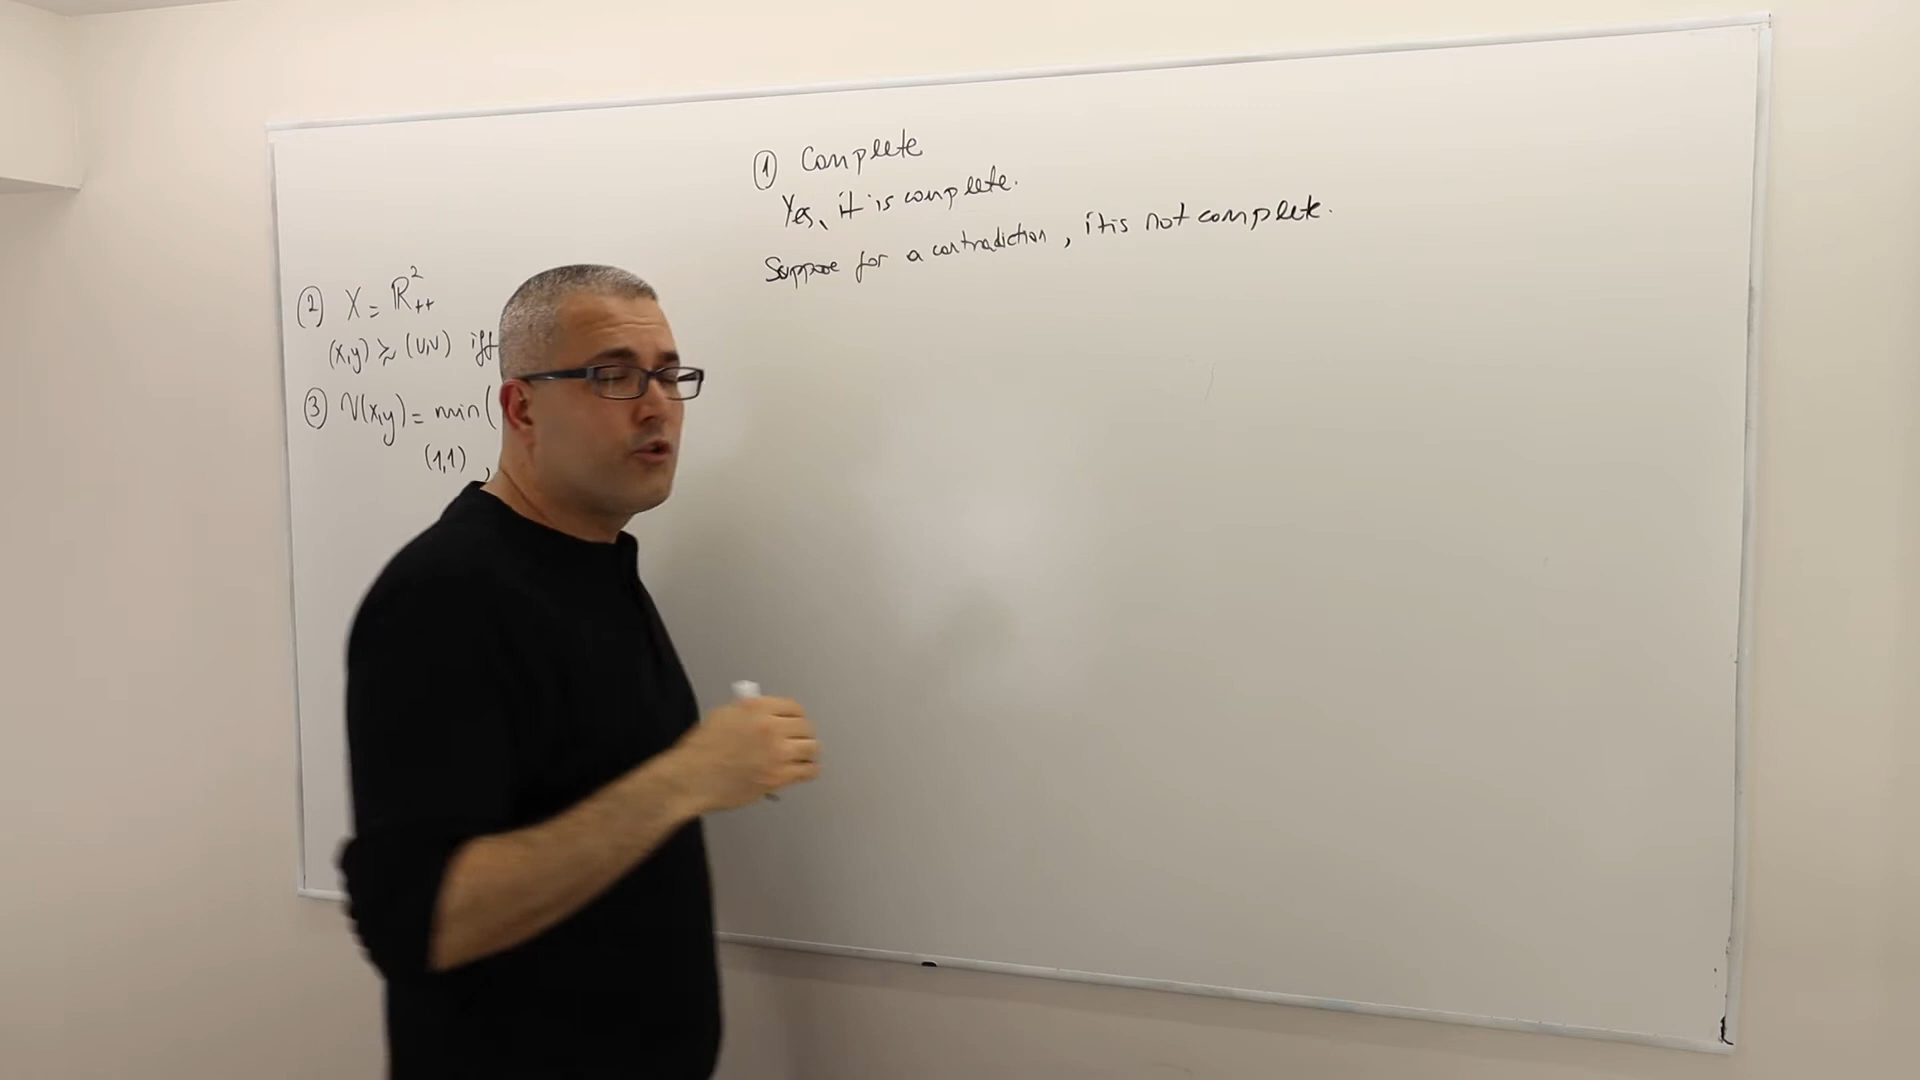 ② X = ℝ²₊₊
(x,y) ≿ (u,v) iff
③ V(x,y) = min(
(1,1) ,
① Complete
Yes, it is complete.
Suppose for a contradiction, it is not complete.